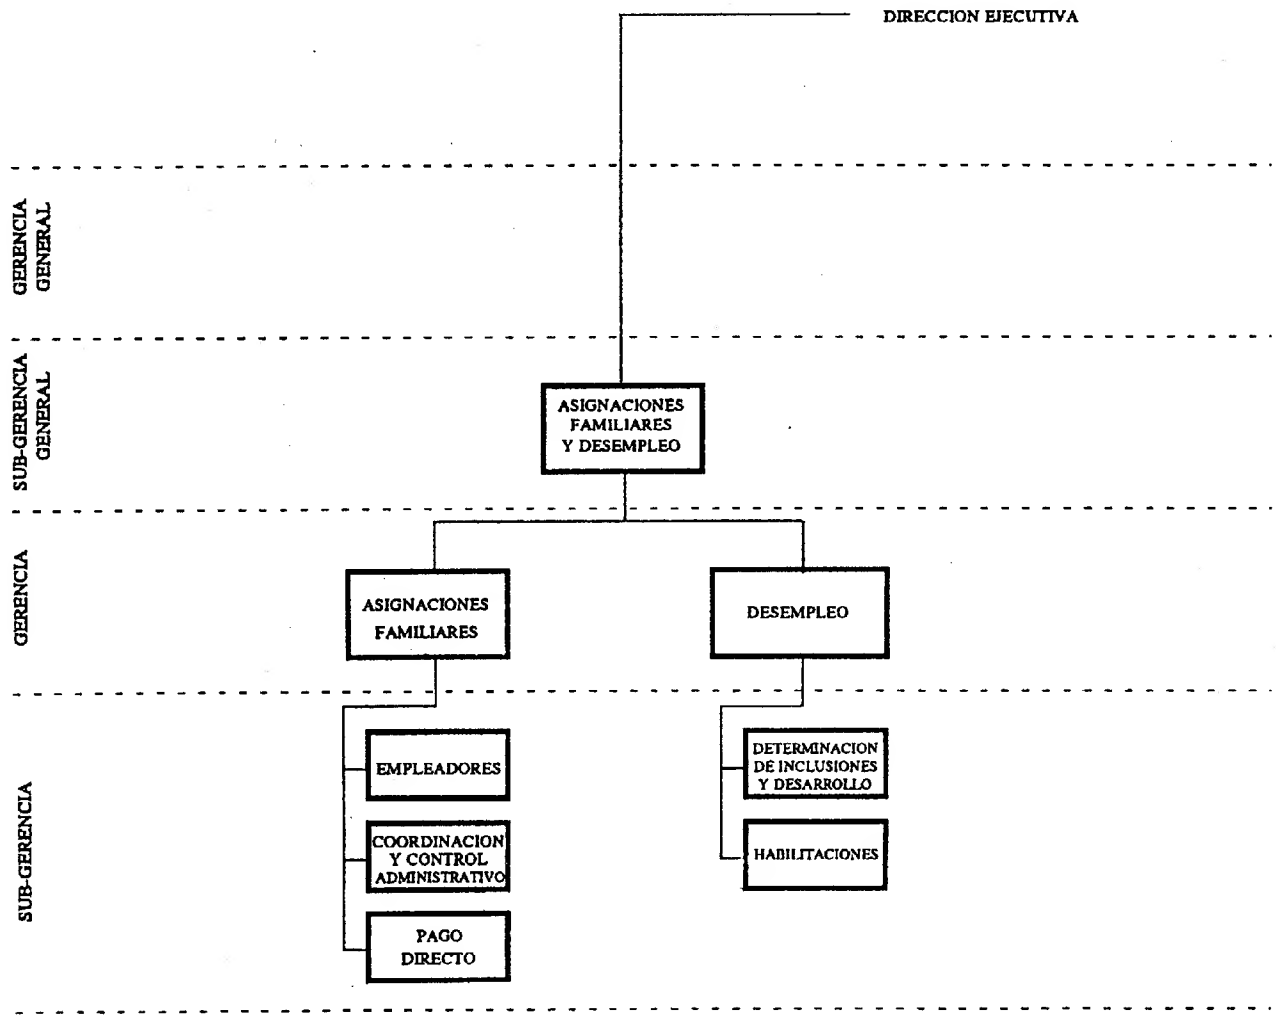 DIRECCION EJECUTIVA
GERENCIA
GENERAL
SUB-GERENCIA
GENERAL
ASIGNACIONES
FAMILIARES
Y DESEMPLEO
GERENCIA
ASIGNACIONES
FAMILIARES
DESEMPLEO
SUB-GERENCIA
EMPLEADORES
COORDINACION
Y CONTROL
ADMINISTRATIVO
PAGO
DIRECTO
DETERMINACION
DE INCLUSIONES
Y DESARROLLO
HABILITACIONES